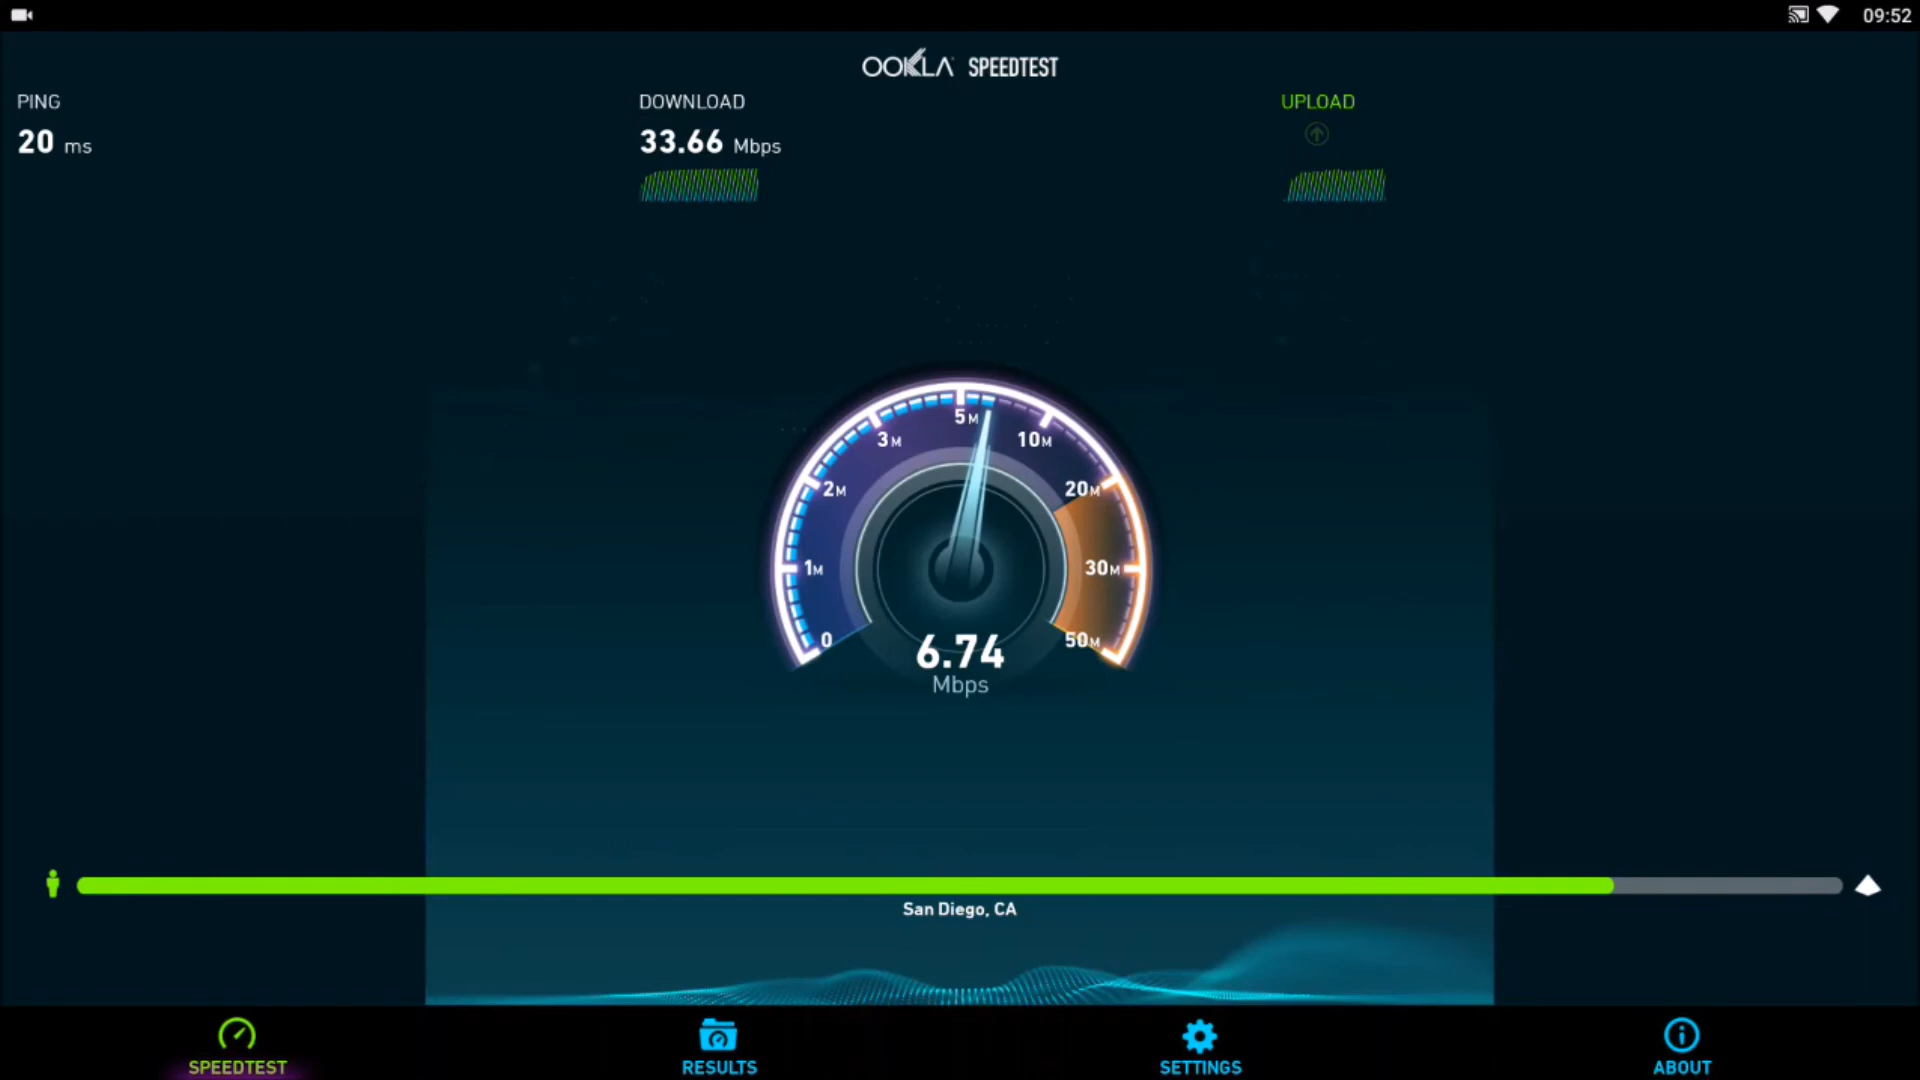 09:52
OOKLA SPEEDTEST
PING
20 ms
DOWNLOAD
33.66 Mbps
UPLOAD
0
1M
2M
3M
5M
10M
20M
30M
50M
6.74
Mbps
San Diego, CA
SPEEDTEST
RESULTS
SETTINGS
ABOUT